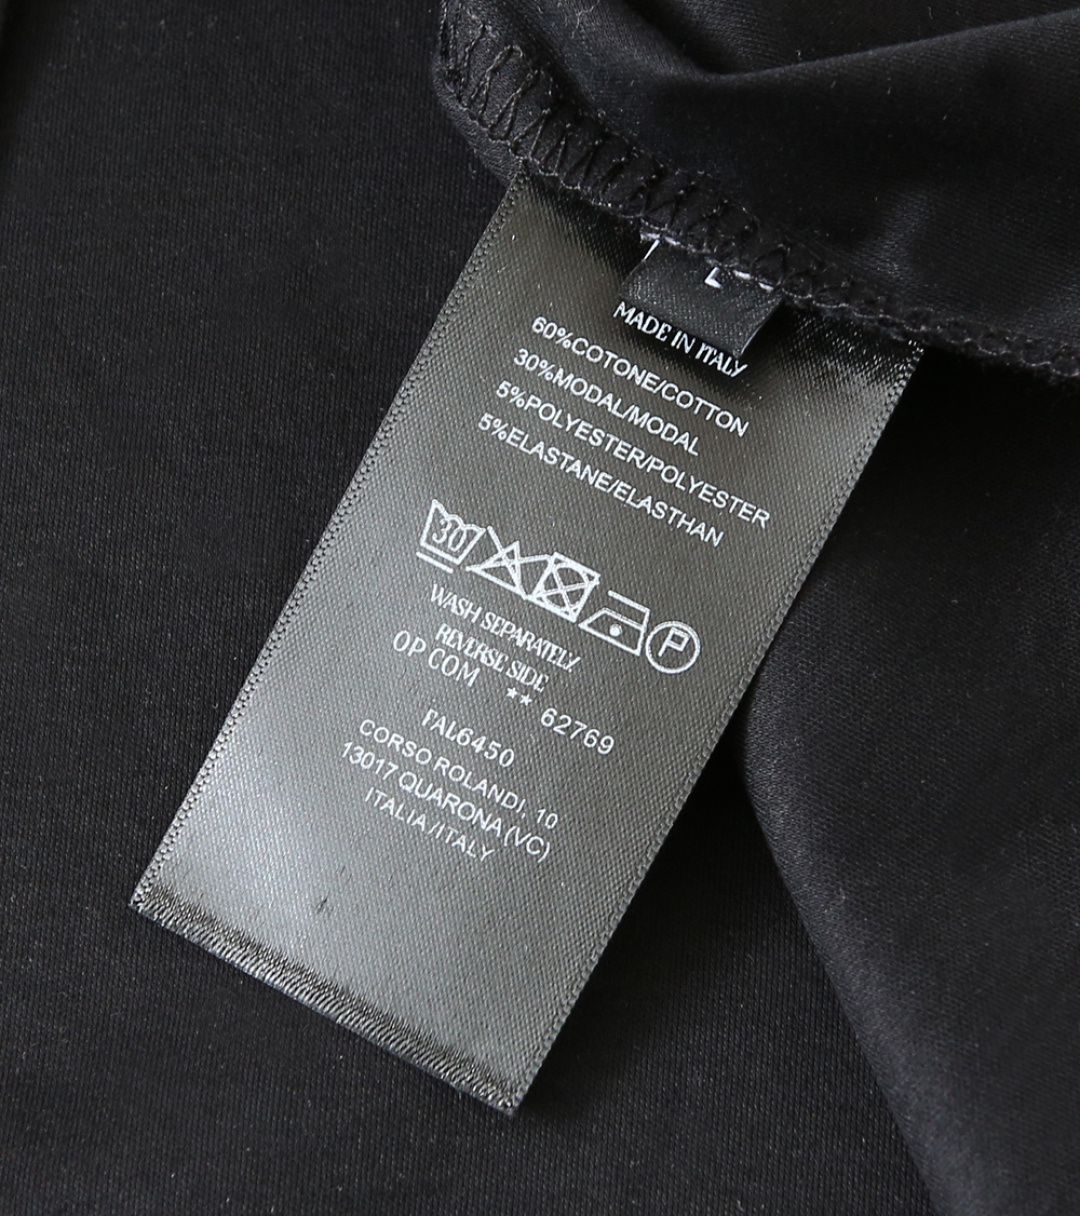 L
MADE IN ITALY
60%COTONE/COTTON
30%MODAL/MODAL
5%POLYESTER/POLYESTER
5%ELASTANE/ELASTHAN
30
P
WASH SEPARATELY
REVERSE SIDE
OP COM ** 62769
FAL6450
CORSO ROLANDI, 10
13017 QUARONA (VC)
ITALIA/ITALY